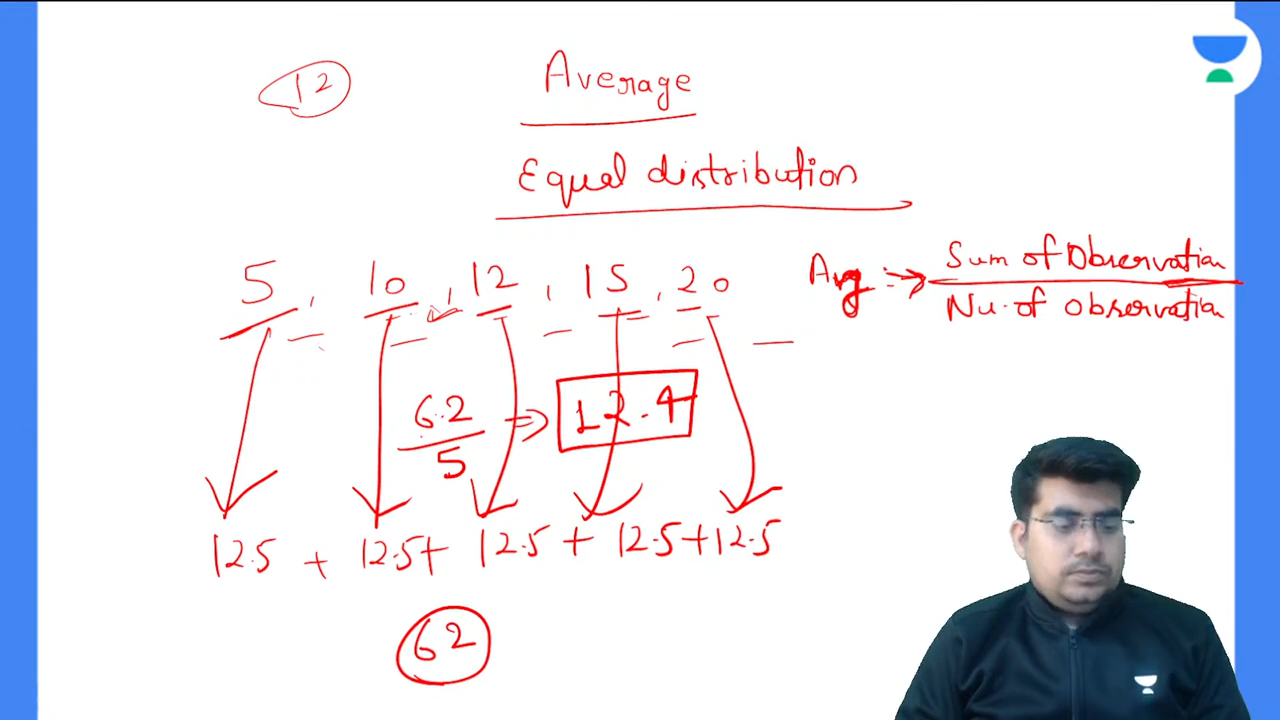 12
Average
Equal distribution
5, 10, 12, 15, 20
Avg :→ Sum of Observation
Nu. of observation
62
5
⇒ 12.4
12.5 + 12.5 + 12.5 + 12.5 + 12.5
62